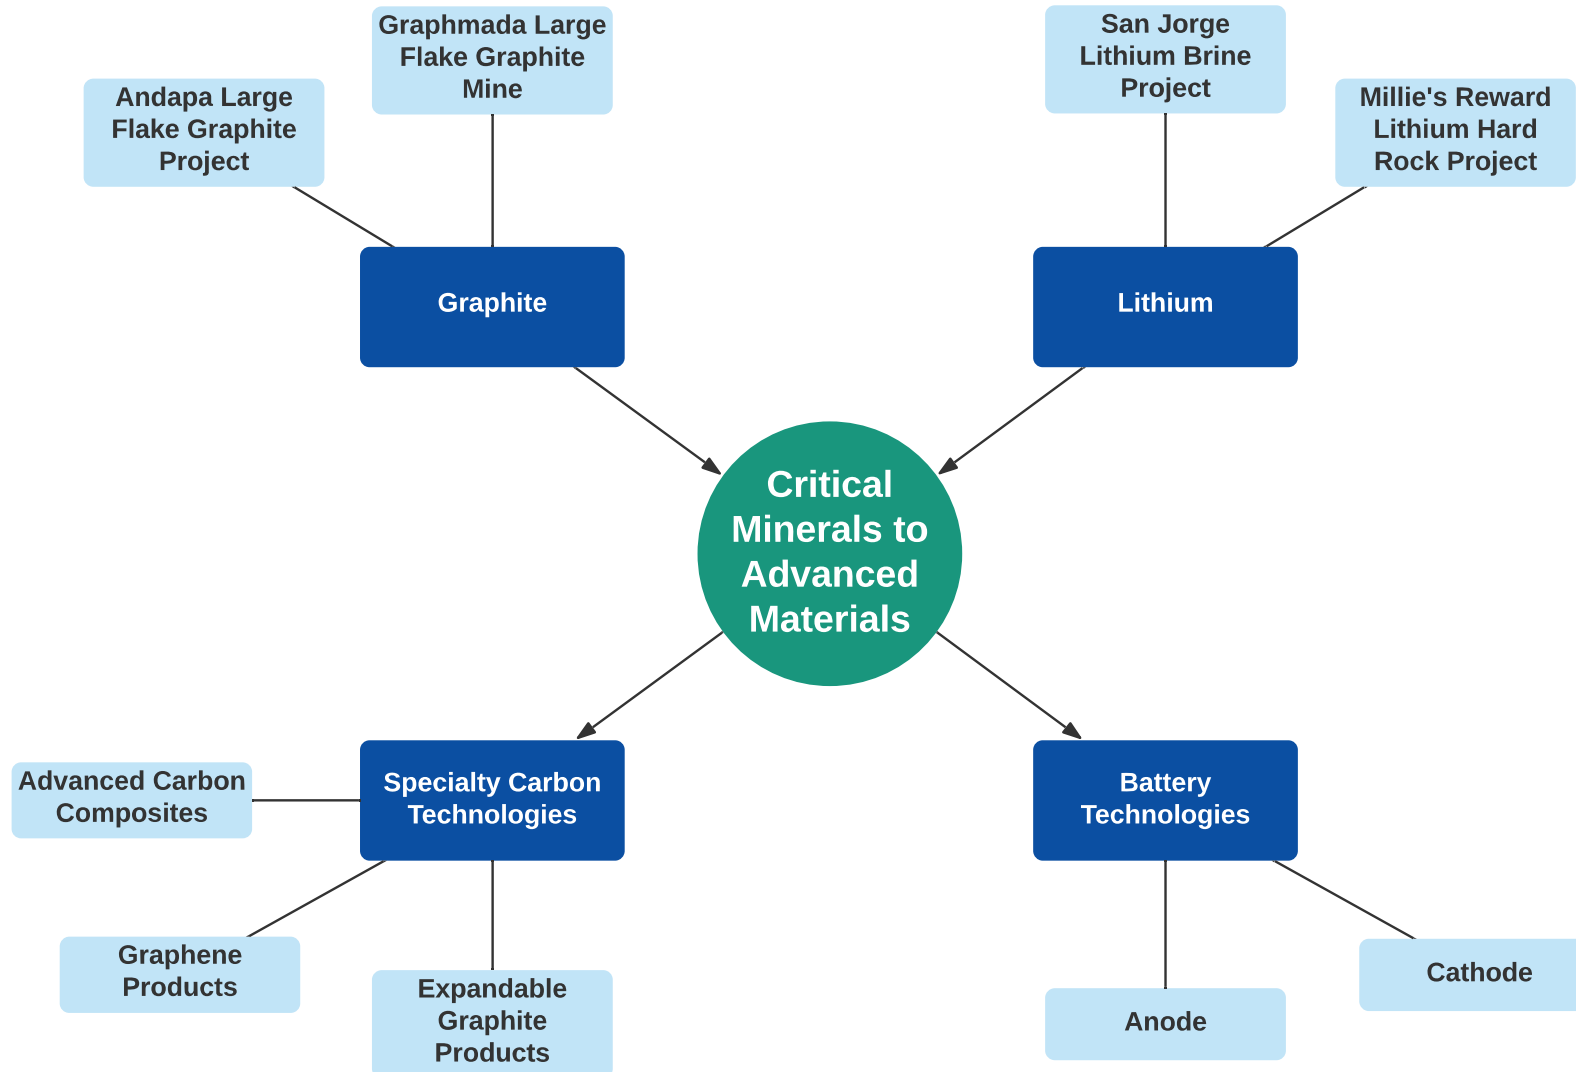 Graphmada Large
Flake Graphite
Mine
San Jorge
Lithium Brine
Project
Andapa Large
Flake Graphite
Project
Millie's Reward
Lithium Hard
Rock Project
Graphite
Lithium
Critical
Minerals to
Advanced
Materials
Specialty Carbon
Technologies
Battery
Technologies
Advanced Carbon
Composites
Graphene
Products
Expandable
Graphite
Products
Anode
Cathode